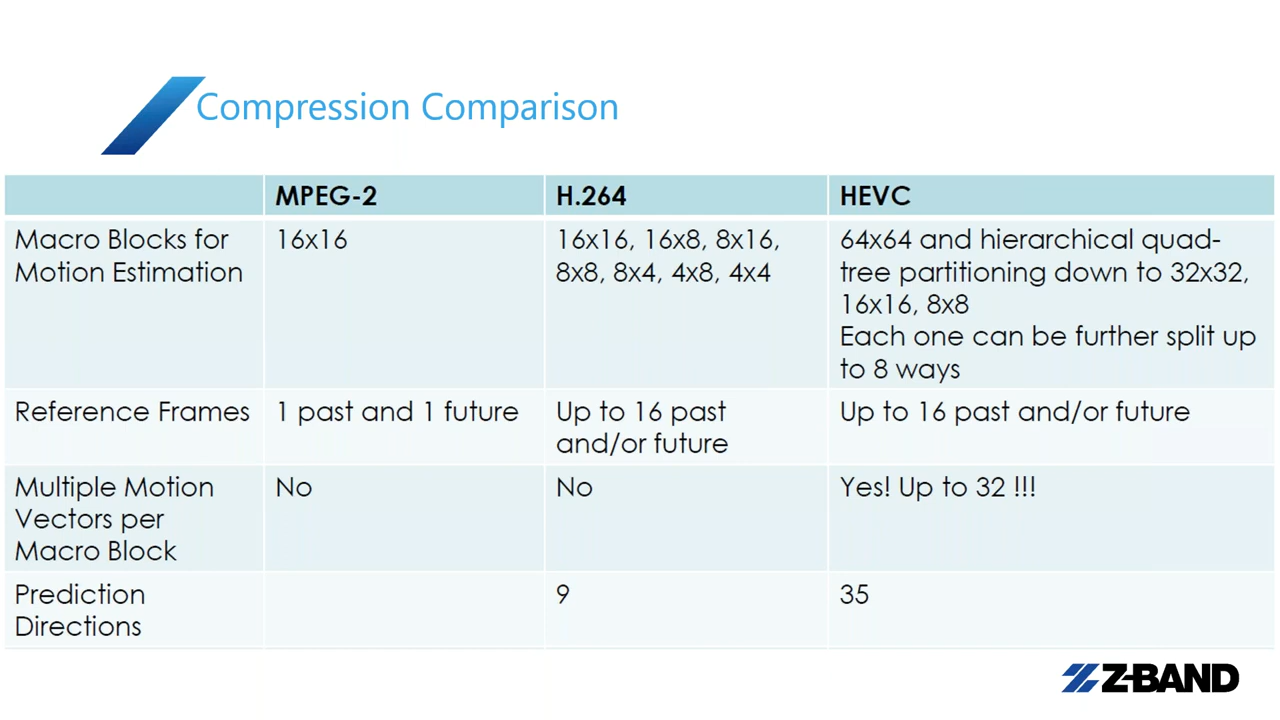 Compression Comparison
MPEG-2
H.264
HEVC
Macro Blocks for
Motion Estimation
16x16
16x16, 16x8, 8x16,
8x8, 8x4, 4x8, 4x4
64x64 and hierarchical quad-
tree partitioning down to 32x32,
16x16, 8x8
Each one can be further split up
to 8 ways
Reference Frames
1 past and 1 future
Up to 16 past
and/or future
Up to 16 past and/or future
Multiple Motion
Vectors per
Macro Block
No
No
Yes! Up to 32 !!!
Prediction
Directions
9
35
Z-BAND